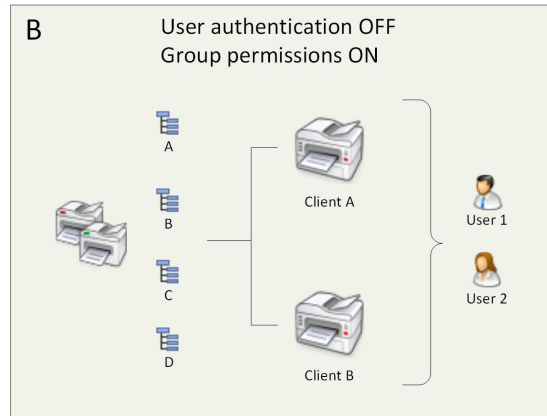 B
User authentication OFF
Group permissions ON
A
B
C
D
Client A
Client B
User 1
User 2